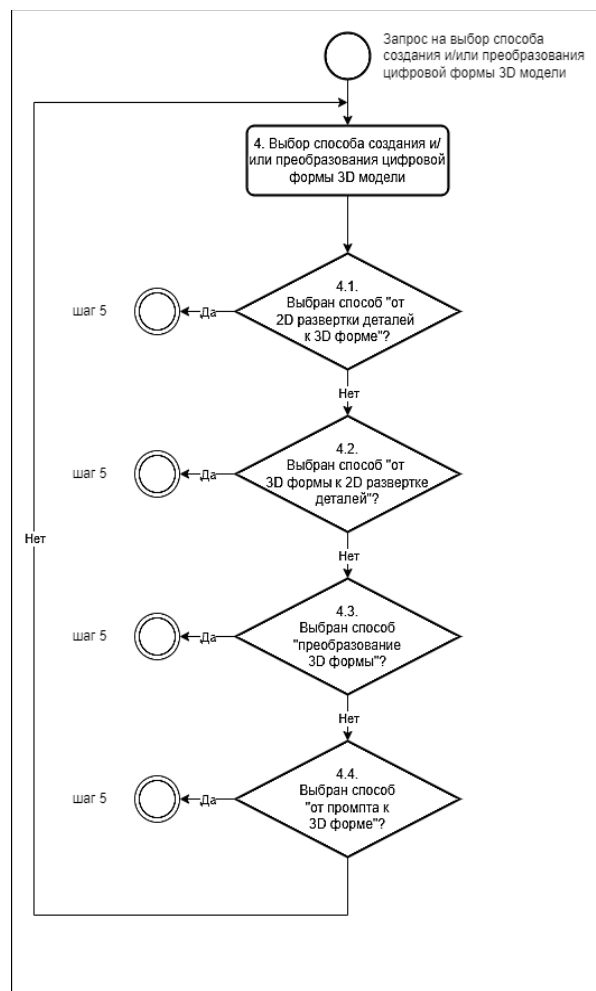 Запрос на выбор способа
создания и/или преобразования
цифровой формы 3D модели
4. Выбор способа создания и/
или преобразования цифровой
формы 3D модели
4.1.
Выбран способ "от
2D развертки деталей
к 3D форме"?
Да
шаг 5
Нет
4.2.
Выбран способ "от
3D формы к 2D развертке
деталей"?
Да
шаг 5
Нет
4.3.
Выбран способ
"преобразование
3D формы"?
Да
шаг 5
Нет
4.4.
Выбран способ
"от промпта к
3D форме"?
Да
шаг 5
Нет